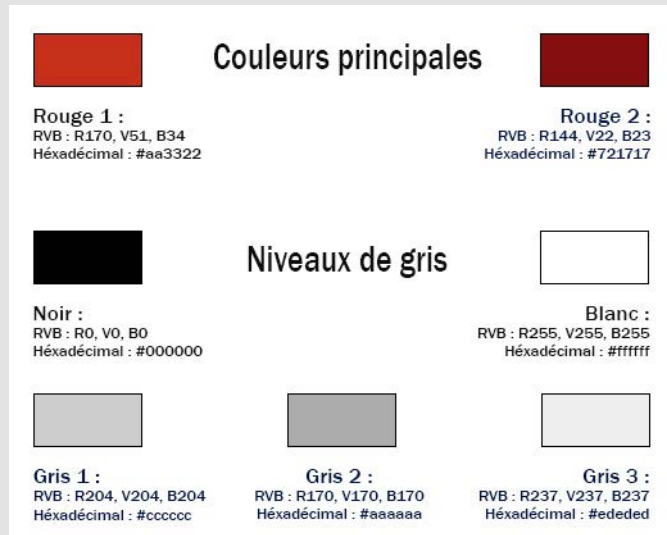 Couleurs principales
Rouge 1 :
RVB : R170, V51, B34
Héxadécimal : #aa3322
Rouge 2 :
RVB : R144, V22, B23
Héxadécimal : #721717
Niveaux de gris
Noir :
RVB : R0, V0, B0
Héxadécimal : #000000
Blanc :
RVB : R255, V255, B255
Héxadécimal : #ffffff
Gris 1 :
RVB : R204, V204, B204
Héxadécimal : #cccccc
Gris 2 :
RVB : R170, V170, B170
Héxadécimal : #aaaaaa
Gris 3 :
RVB : R237, V237, B237
Héxadécimal : #ededed